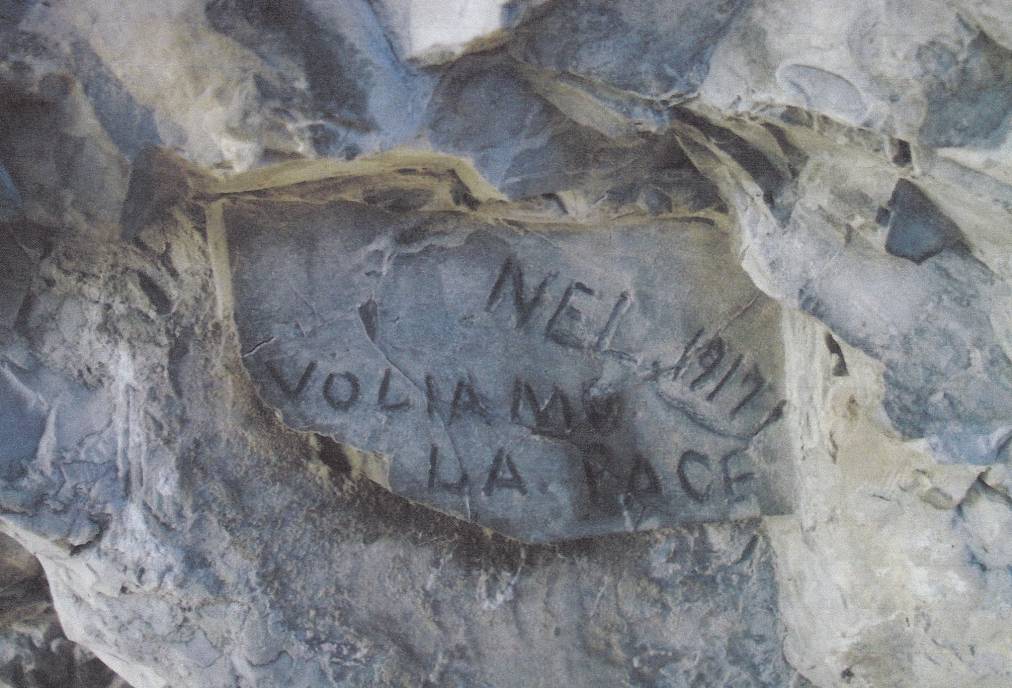 NEL 1917
VOLIAMO
LA. PACE